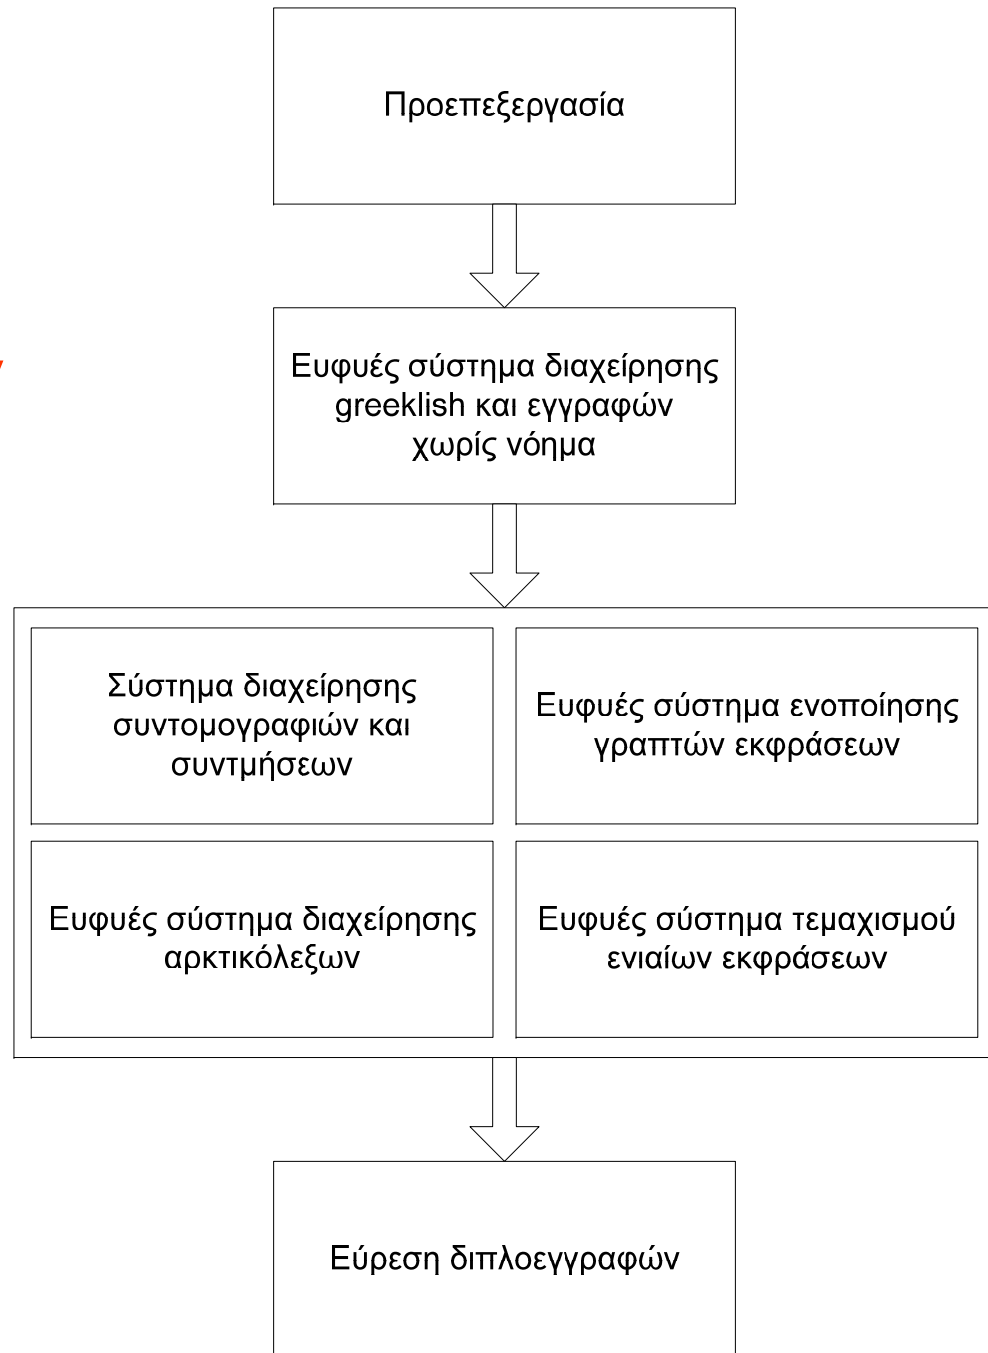 Προεπεξεργασία
Ευφυές σύστημα διαχείρησης
greeklish και εγγραφών
χωρίς νόημα
Σύστημα διαχείρησης
συντομογραφιών και
συντμήσεων
Ευφυές σύστημα ενοποίησης
γραπτών εκφράσεων
Ευφυές σύστημα διαχείρησης
αρκτικόλεξων
Ευφυές σύστημα τεμαχισμού
ενιαίων εκφράσεων
Εύρεση διπλοεγγραφών